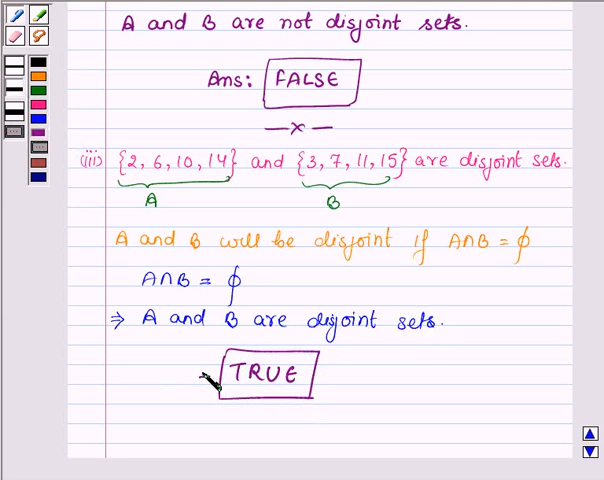 A and B are not disjoint sets.
Ans: FALSE
—x—
(iii) {2, 6, 10, 14} and {3, 7, 11, 15} are disjoint sets.
A B
A and B will be disjoint if A∩B = ϕ
A∩B = ϕ
⇒ A and B are disjoint sets.
TRUE